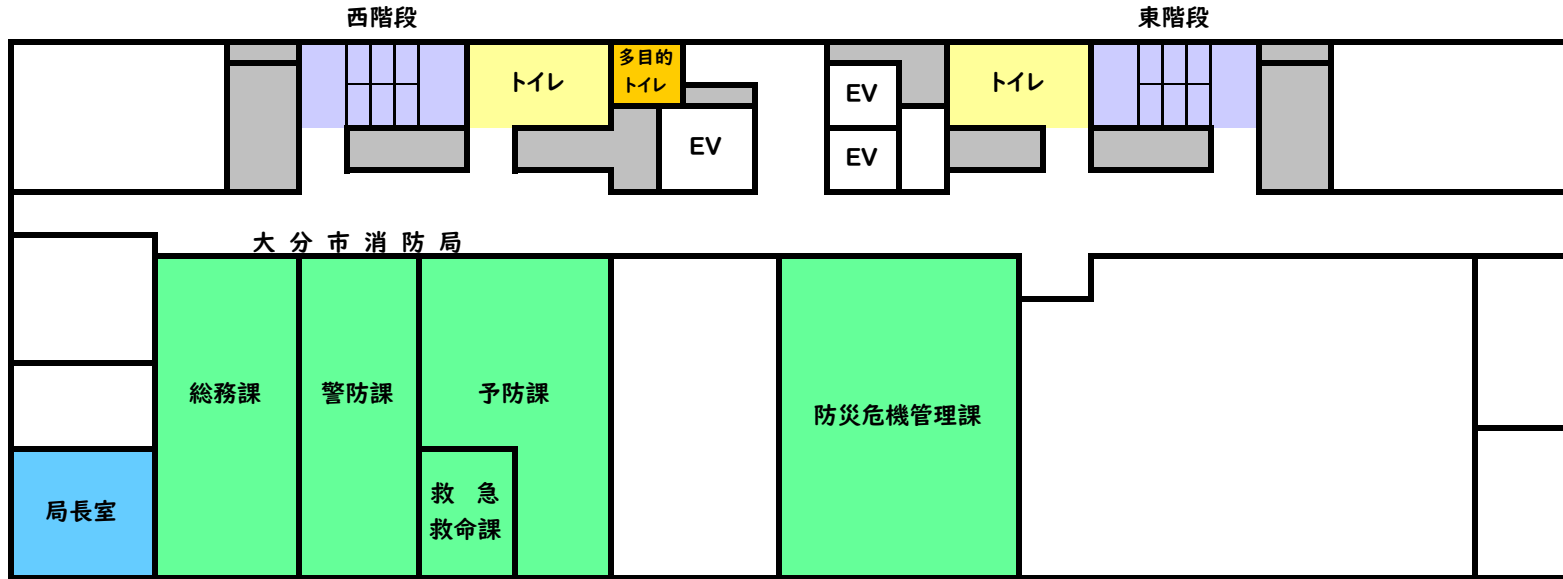 西階段
東階段
多目的
トイレ
トイレ
トイレ
EV
EV
EV
大分市消防局
総務課
警防課
予防課
防災危機管理課
救急
救命課
局長室